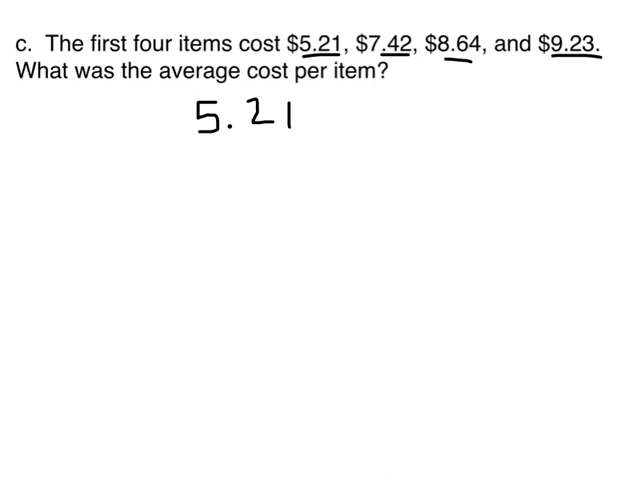 c. The first four items cost $5.21, $7.42, $8.64, and $9.23.
What was the average cost per item?
5.21